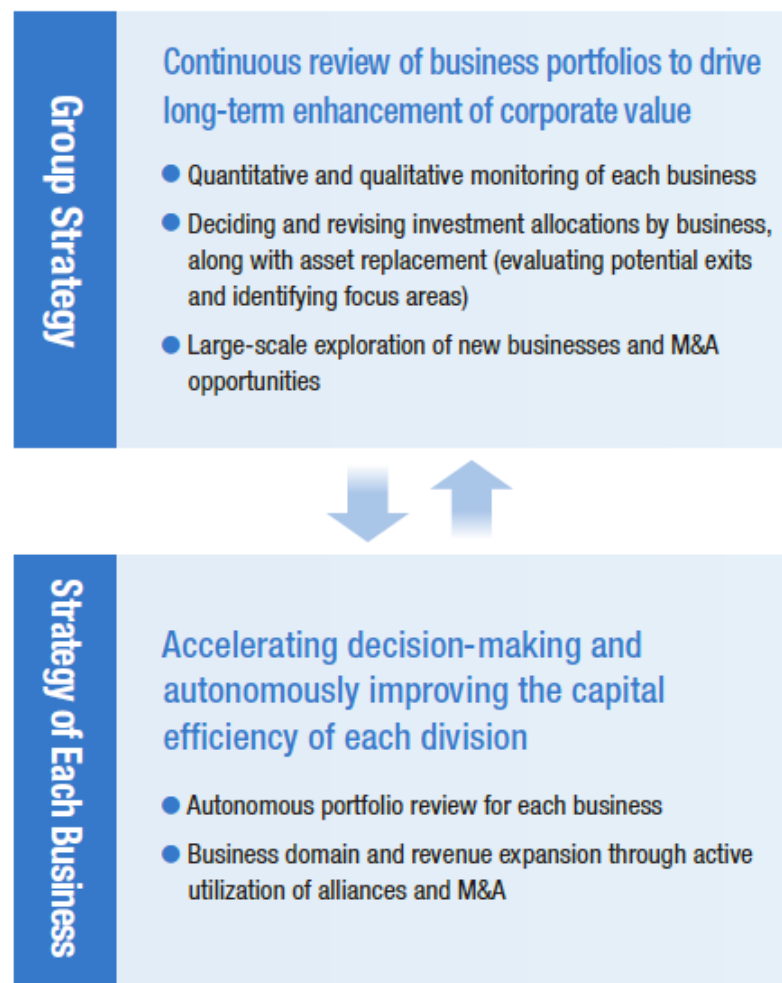 Group Strategy
Continuous review of business portfolios to drive
long-term enhancement of corporate value
● Quantitative and qualitative monitoring of each business
● Deciding and revising investment allocations by business,
along with asset replacement (evaluating potential exits
and identifying focus areas)
● Large-scale exploration of new businesses and M&A
opportunities
Strategy of Each Business
Accelerating decision-making and
autonomously improving the capital
efficiency of each division
● Autonomous portfolio review for each business
● Business domain and revenue expansion through active
utilization of alliances and M&A